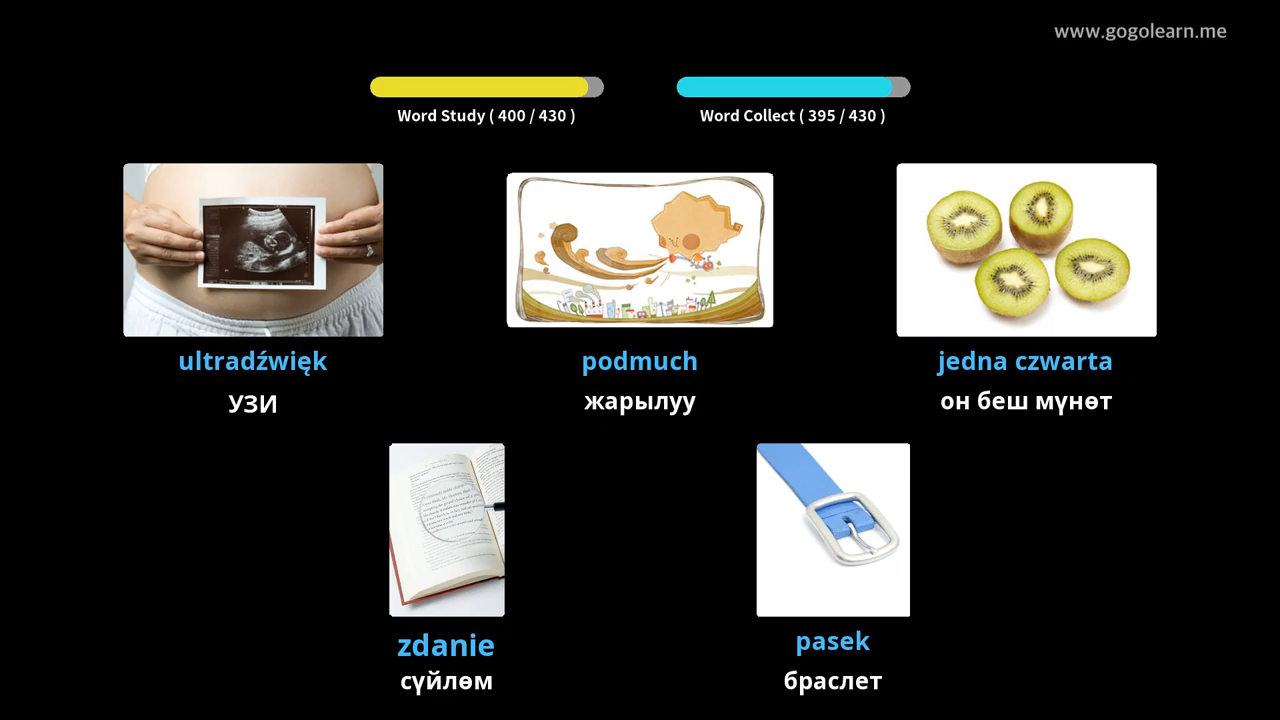 www.gogolearn.me
Word Study ( 400 / 430 )
Word Collect ( 395 / 430 )
ultradźwięk
podmuch
jedna czwarta
УЗИ
жарылуу
он беш мүнөт
zdanie
pasek
сүйлөм
браслет